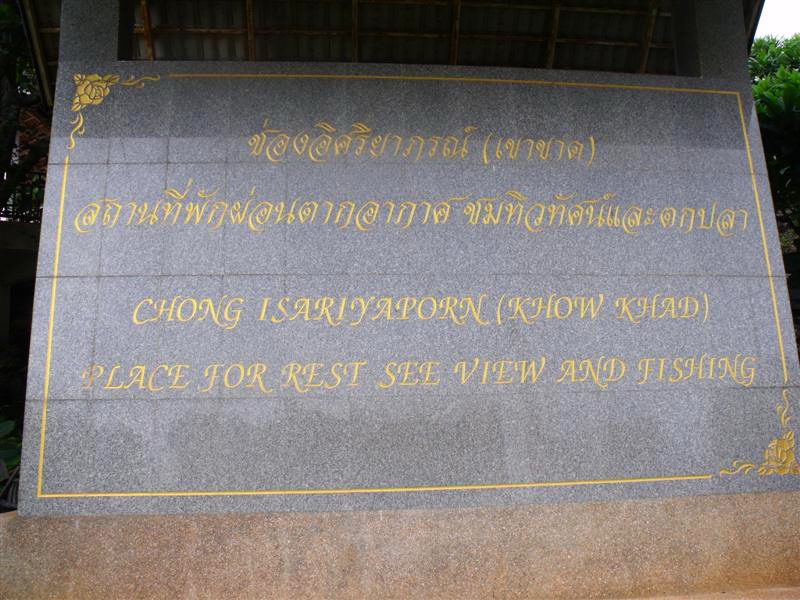 ช่องอิศริยาภรณ์ (เขาขาด)
สถานที่พักผ่อนตากอากาศ ชมทิวทัศน์และตกปลา
CHONG ISARIYAPORN (KHOW KHAD)
PLACE FOR REST SEE VIEW AND FISHING